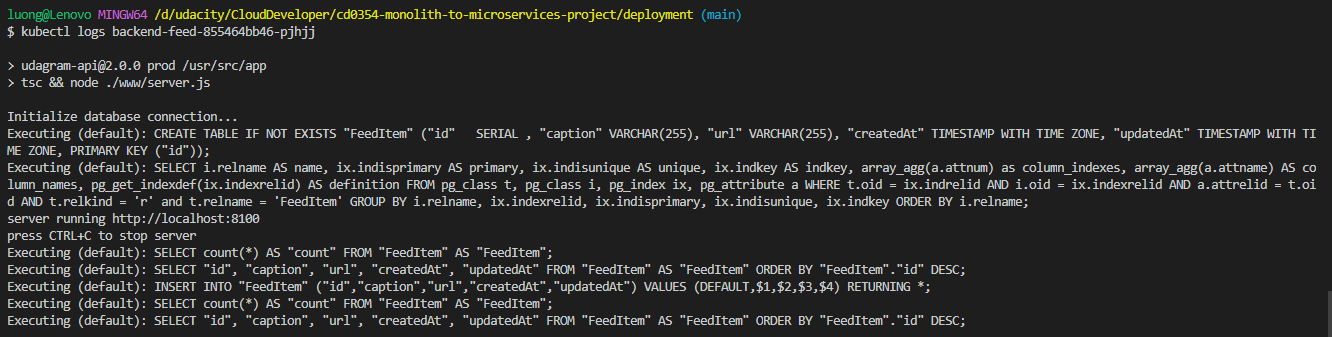 luong@Lenovo MINGW64 /d/udacity/CloudDeveloper/cd0354-monolith-to-microservices-project/deployment (main)
$ kubectl logs backend-feed-855464bb46-pjhjj

> udagram-api@2.0.0 prod /usr/src/app
> tsc && node ./www/server.js

Initialize database connection...
Executing (default): CREATE TABLE IF NOT EXISTS "FeedItem" ("id"   SERIAL , "caption" VARCHAR(255), "url" VARCHAR(255), "createdAt" TIMESTAMP WITH TIME ZONE, "updatedAt" TIMESTAMP WITH TI
ME ZONE, PRIMARY KEY ("id"));
Executing (default): SELECT i.relname AS name, ix.indisprimary AS primary, ix.indisunique AS unique, ix.indkey AS indkey, array_agg(a.attnum) as column_indexes, array_agg(a.attname) AS co
lumn_names, pg_get_indexdef(ix.indexrelid) AS definition FROM pg_class t, pg_class i, pg_index ix, pg_attribute a WHERE t.oid = ix.indrelid AND i.oid = ix.indexrelid AND a.attrelid = t.oi
d AND t.relkind = 'r' and t.relname = 'FeedItem' GROUP BY i.relname, ix.indexrelid, ix.indisprimary, ix.indisunique, ix.indkey ORDER BY i.relname;
server running http://localhost:8100
press CTRL+C to stop server
Executing (default): SELECT count(*) AS "count" FROM "FeedItem" AS "FeedItem";
Executing (default): SELECT "id", "caption", "url", "createdAt", "updatedAt" FROM "FeedItem" AS "FeedItem" ORDER BY "FeedItem"."id" DESC;
Executing (default): INSERT INTO "FeedItem" ("id","caption","url","createdAt","updatedAt") VALUES (DEFAULT,$1,$2,$3,$4) RETURNING *;
Executing (default): SELECT count(*) AS "count" FROM "FeedItem" AS "FeedItem";
Executing (default): SELECT "id", "caption", "url", "createdAt", "updatedAt" FROM "FeedItem" AS "FeedItem" ORDER BY "FeedItem"."id" DESC;